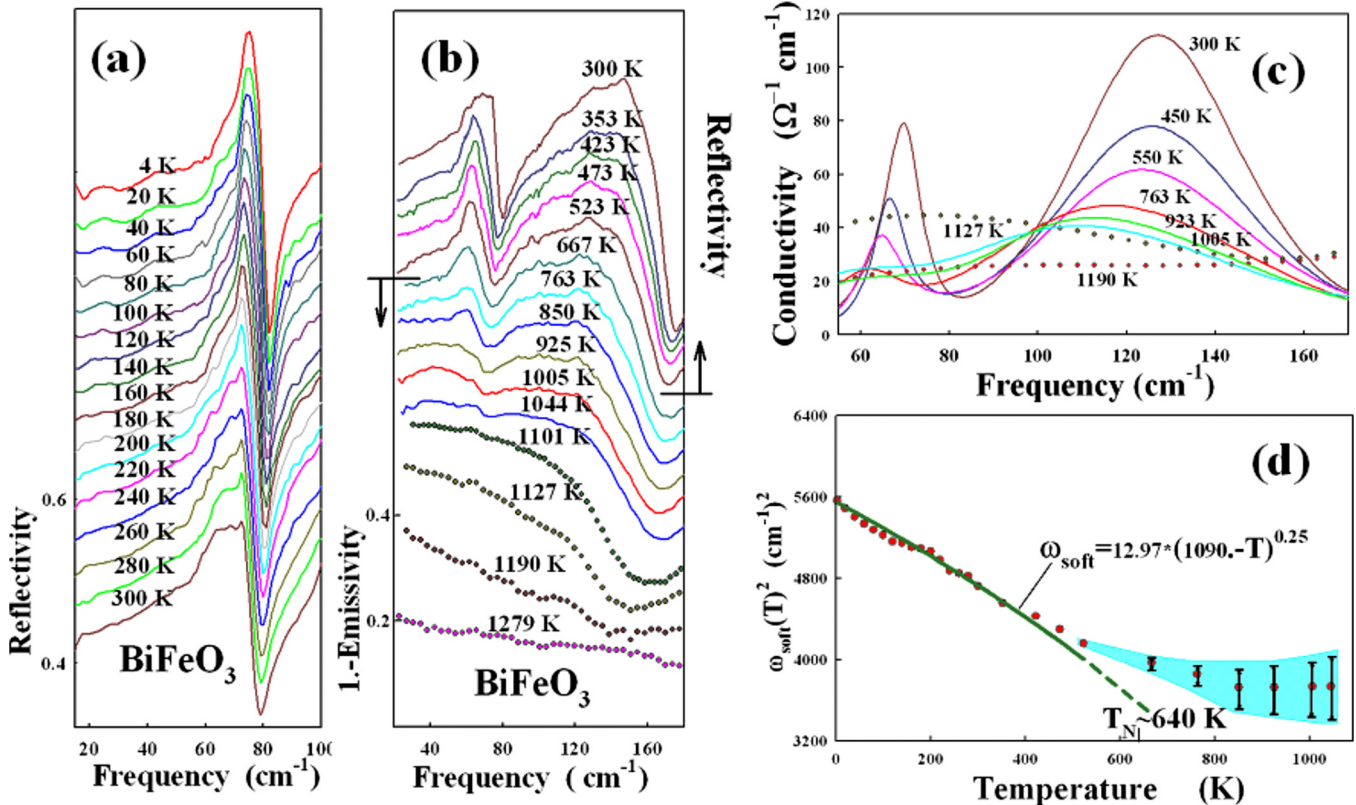 (a)
4 K
20 K
40 K
60 K
80 K
100 K
120 K
140 K
160 K
180 K
200 K
220 K
240 K
260 K
280 K
300 K
0.6
0.4
Reflectivity
BiFeO3
20 40 60 80 100
Frequency (cm-1)
(b)
300 K
353 K
423 K
473 K
523 K
667 K
763 K
850 K
925 K
1005 K
1044 K
1101 K
1127 K
1190 K
1279 K
0.4
0.2
1.-Emissivity
Reflectivity
BiFeO3
40 80 120 160
Frequency ( cm-1)
(c)
120
100
80
60
40
20
0
Conductivity (Ω-1 cm-1)
300 K
450 K
550 K
763 K
923 K
1005 K
1127 K
1190 K
60 80 100 120 140 160
Frequency (cm-1)
(d)
6400
5600
4800
4000
3200
ωsoft(T)2 (cm-1)2
ωsoft=12.97*(1090.-T)0.25
TN~640 K
0 200 400 600 800 1000
Temperature (K)